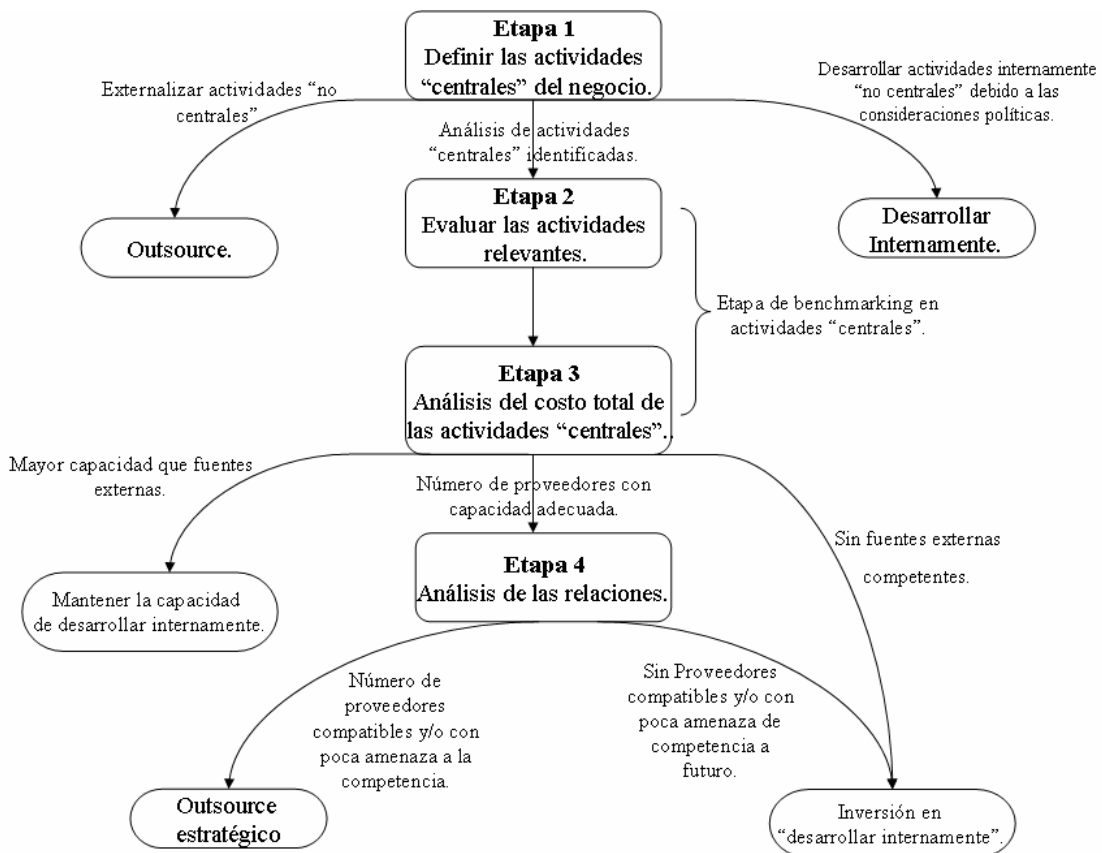 Etapa 1
Definir las actividades
“centrales” del negocio.
Externalizar actividades “no
centrales”
Desarrollar actividades internamente
“no centrales” debido a las
consideraciones políticas.
Análisis de actividades
“centrales” identificadas.
Etapa 2
Evaluar las actividades
relevantes.
Outsource.
Desarrollar
Internamente.
Etapa de benchmarking en
actividades “centrales”.
Etapa 3
Análisis del costo total de
las actividades “centrales”..
Mayor capacidad que fuentes
externas.
Número de proveedores con
capacidad adecuada.
Sin fuentes externas
competentes.
Etapa 4
Análisis de las relaciones.
Mantener la capacidad
de desarrollar internamente.
Número de
proveedores
compatibles y/o con
poca amenaza a la
competencia.
Sin Proveedores
compatibles y/o con
poca amenaza de
competencia a
futuro.
Outsource
estratégico
Inversión en
“desarrollar internamente”.